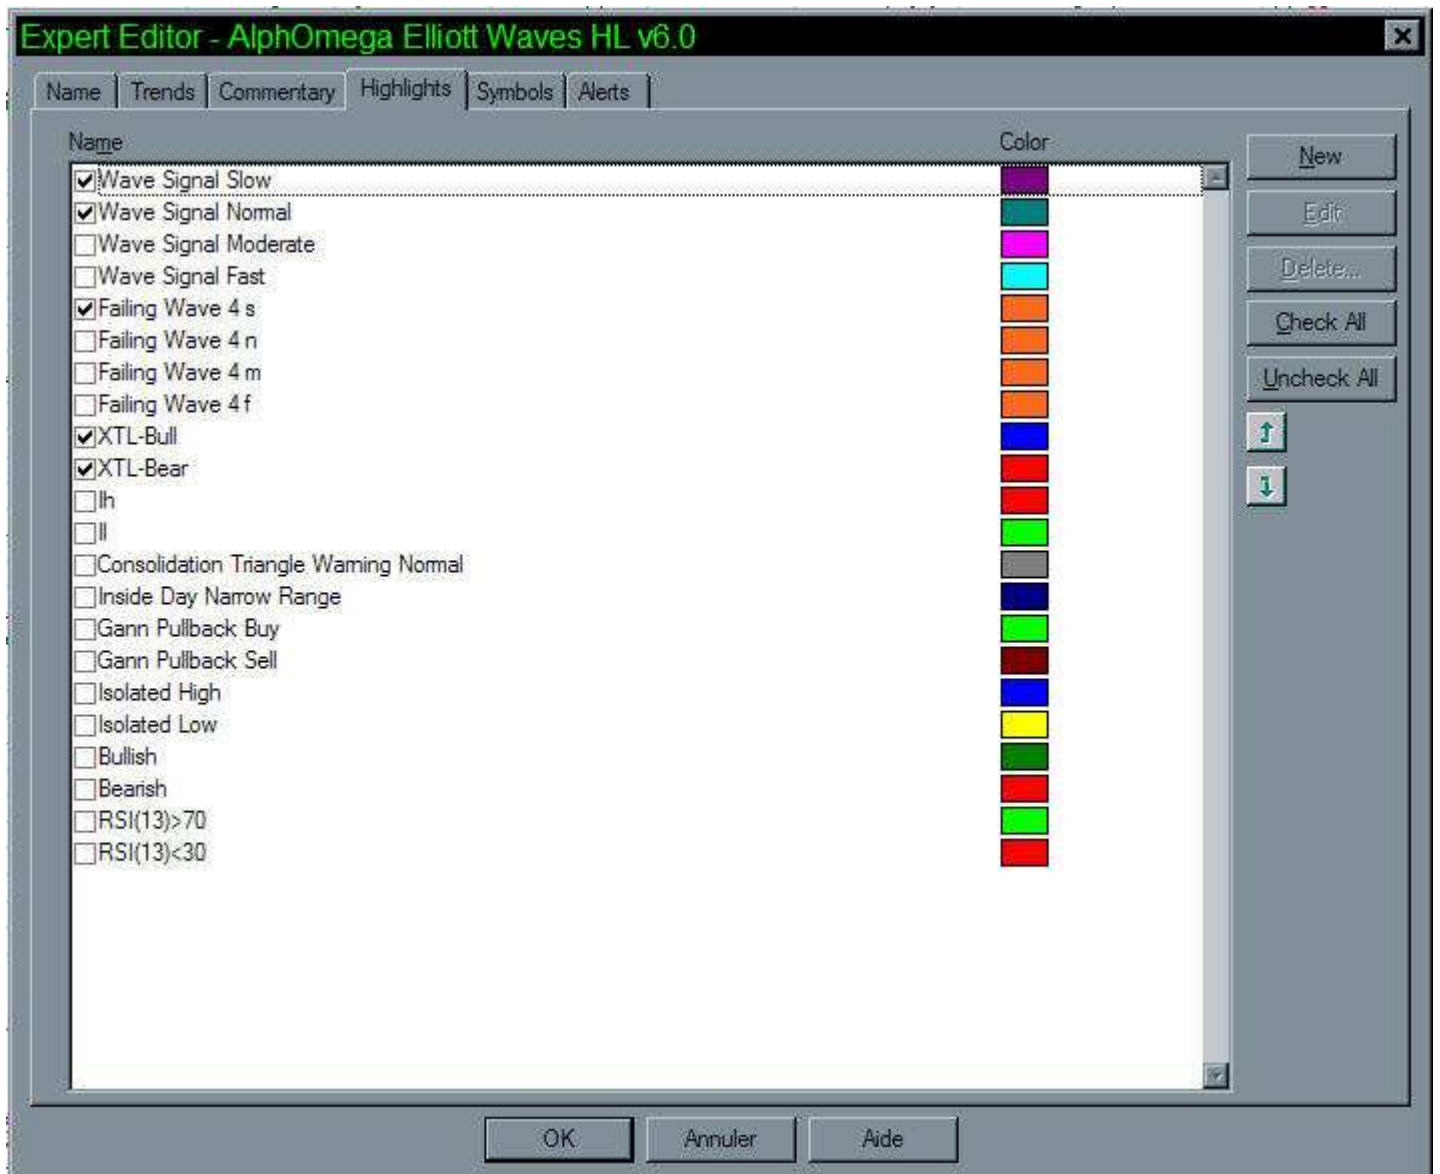 Expert Editor - AlphOmega Elliott Waves HL v6.0
Name Trends Commentary Highlights Symbols Alerts
Name Color
Wave Signal Slow
Wave Signal Normal
Wave Signal Moderate
Wave Signal Fast
Failing Wave 4 s
Failing Wave 4 n
Failing Wave 4 m
Failing Wave 4 f
XTL-Bull
XTL-Bear
Ih
Il
Consolidation Triangle Warning Normal
Inside Day Narrow Range
Gann Pullback Buy
Gann Pullback Sell
Isolated High
Isolated Low
Bullish
Bearish
RSI(13)>70
RSI(13)<30
New
Edit
Delete...
Check All
Uncheck All
OK Annuler Aide